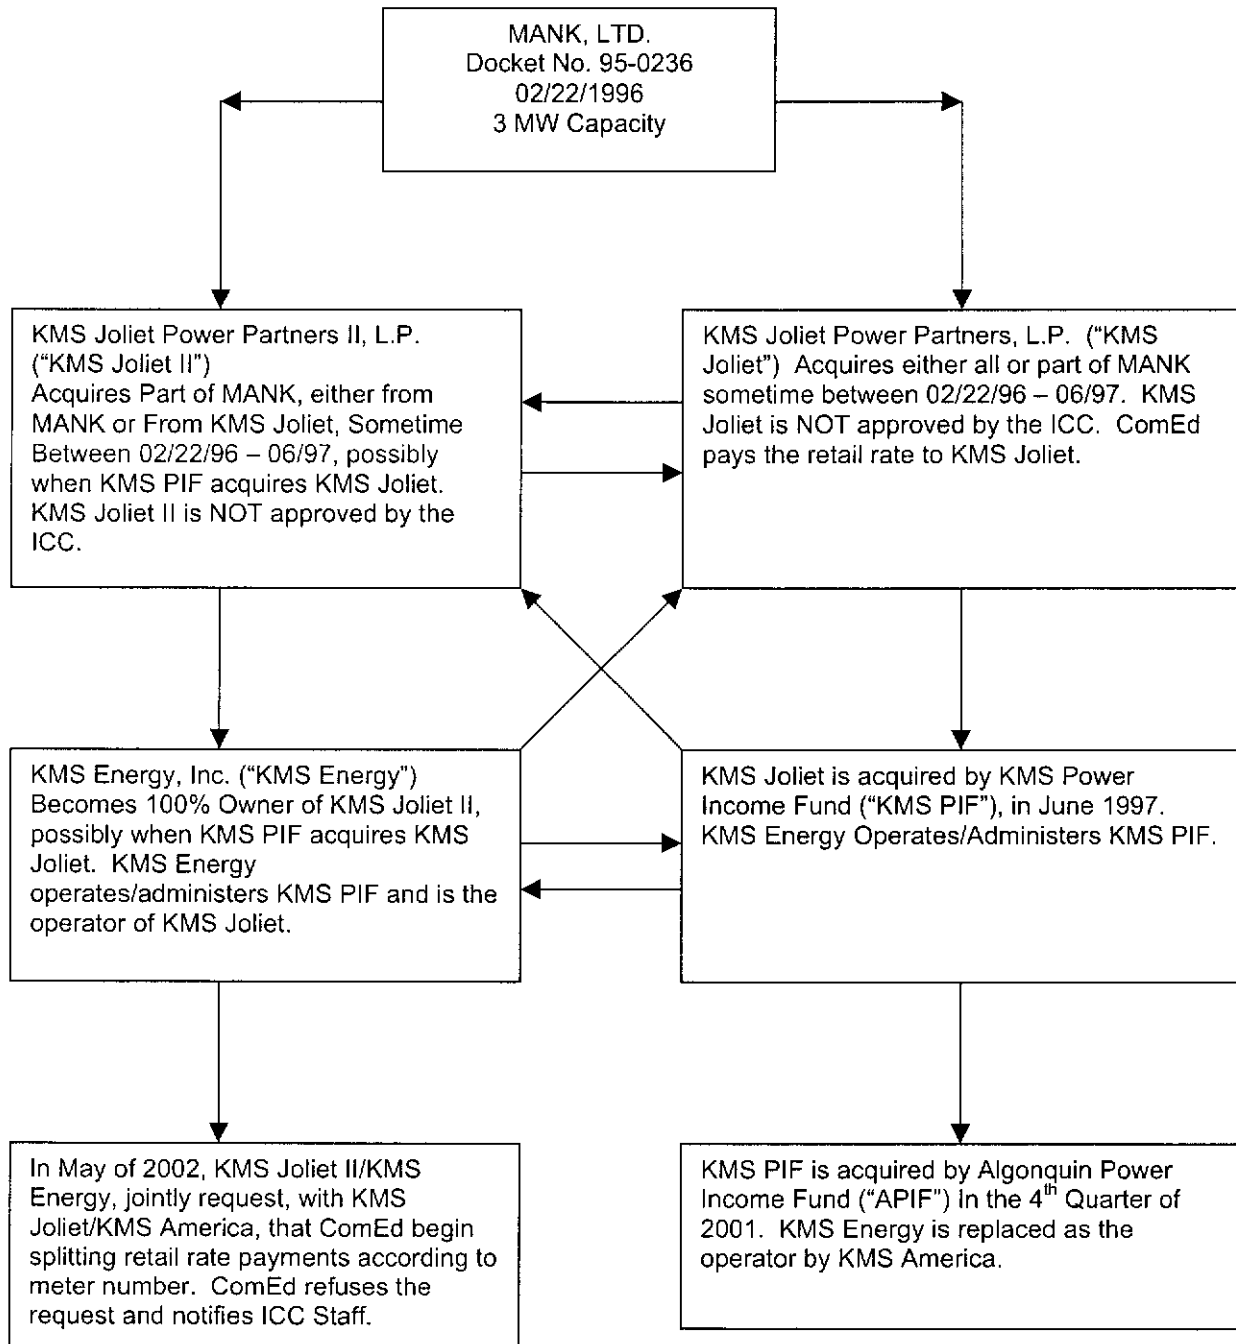 MANK, LTD.
Docket No. 95-0236
02/22/1996
3 MW Capacity
KMS Joliet Power Partners II, L.P.
("KMS Joliet II")
Acquires Part of MANK, either from
MANK or From KMS Joliet, Sometime
Between 02/22/96 – 06/97, possibly
when KMS PIF acquires KMS Joliet.
KMS Joliet II is NOT approved by the
ICC.
KMS Joliet Power Partners, L.P. ("KMS
Joliet") Acquires either all or part of MANK
sometime between 02/22/96 – 06/97. KMS
Joliet is NOT approved by the ICC. ComEd
pays the retail rate to KMS Joliet.
KMS Energy, Inc. ("KMS Energy")
Becomes 100% Owner of KMS Joliet II,
possibly when KMS PIF acquires KMS
Joliet. KMS Energy
operates/administers KMS PIF and is the
operator of KMS Joliet.
KMS Joliet is acquired by KMS Power
Income Fund ("KMS PIF"), in June 1997.
KMS Energy Operates/Administers KMS PIF.
In May of 2002, KMS Joliet II/KMS
Energy, jointly request, with KMS
Joliet/KMS America, that ComEd begin
splitting retail rate payments according to
meter number. ComEd refuses the
request and notifies ICC Staff.
KMS PIF is acquired by Algonquin Power
Income Fund ("APIF") in the 4th Quarter of
2001. KMS Energy is replaced as the
operator by KMS America.